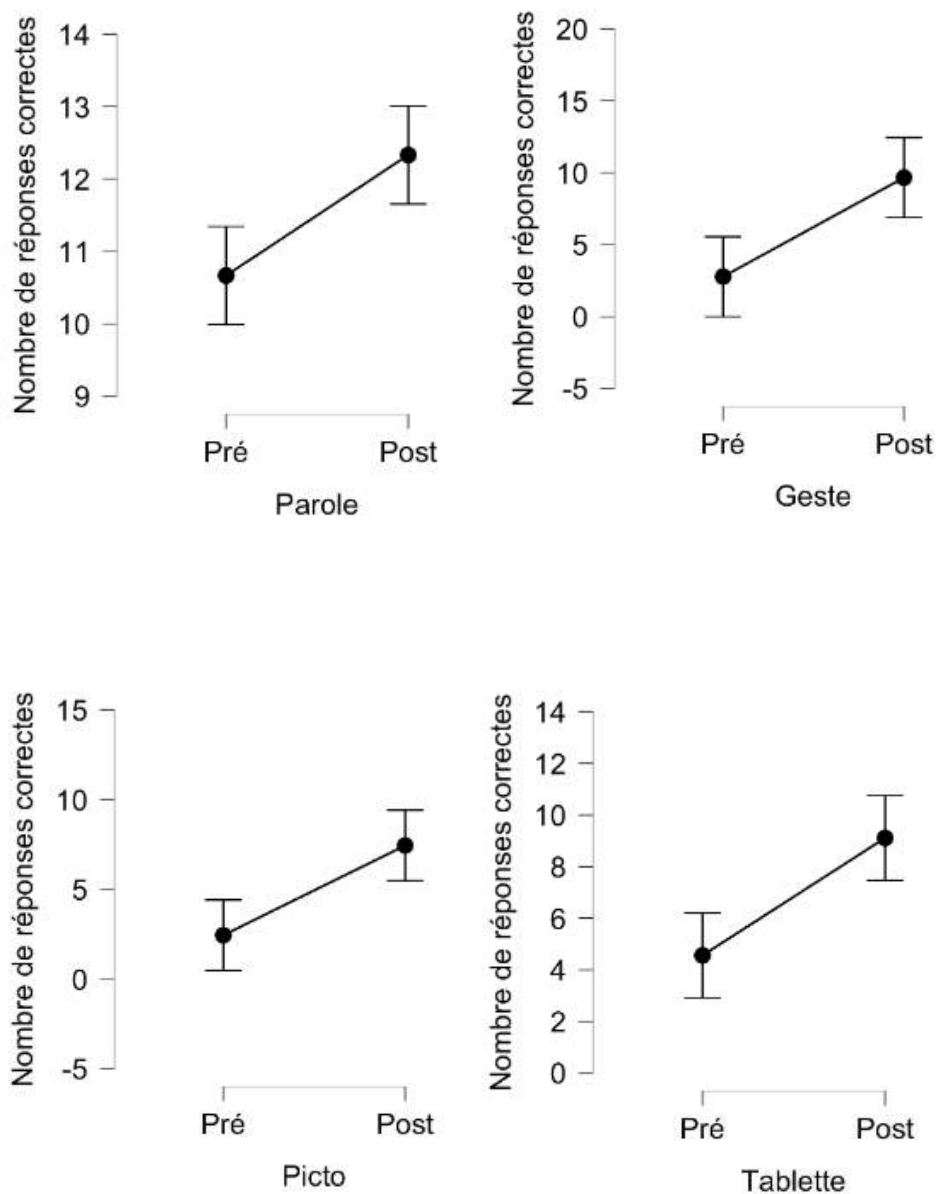 Nombre de réponses correctes
14
13
12
11
10
9
Pré
Post
Parole
Nombre de réponses correctes
20
15
10
5
0
-5
Pré
Post
Geste
Nombre de réponses correctes
15
10
5
0
-5
Pré
Post
Picto
Nombre de réponses correctes
14
12
10
8
6
4
2
0
Pré
Post
Tablette